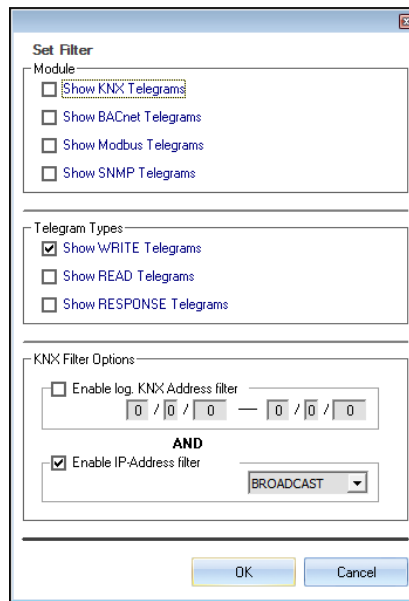 Set Filter
Module
Show KNX Telegrams
Show BACnet Telegrams
Show Modbus Telegrams
Show SNMP Telegrams
Telegram Types
Show WRITE Telegrams
Show READ Telegrams
Show RESPONSE Telegrams
KNX Filter Options
Enable log. KNX Address filter
0 / 0 / 0 — 0 / 0 / 0
AND
Enable IP-Address filter
BROADCAST
OK Cancel